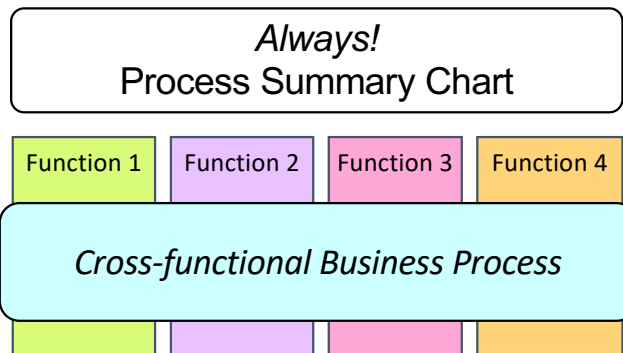 Always!
Process Summary Chart
Function 1 Function 2 Function 3 Function 4
Cross-functional Business Process